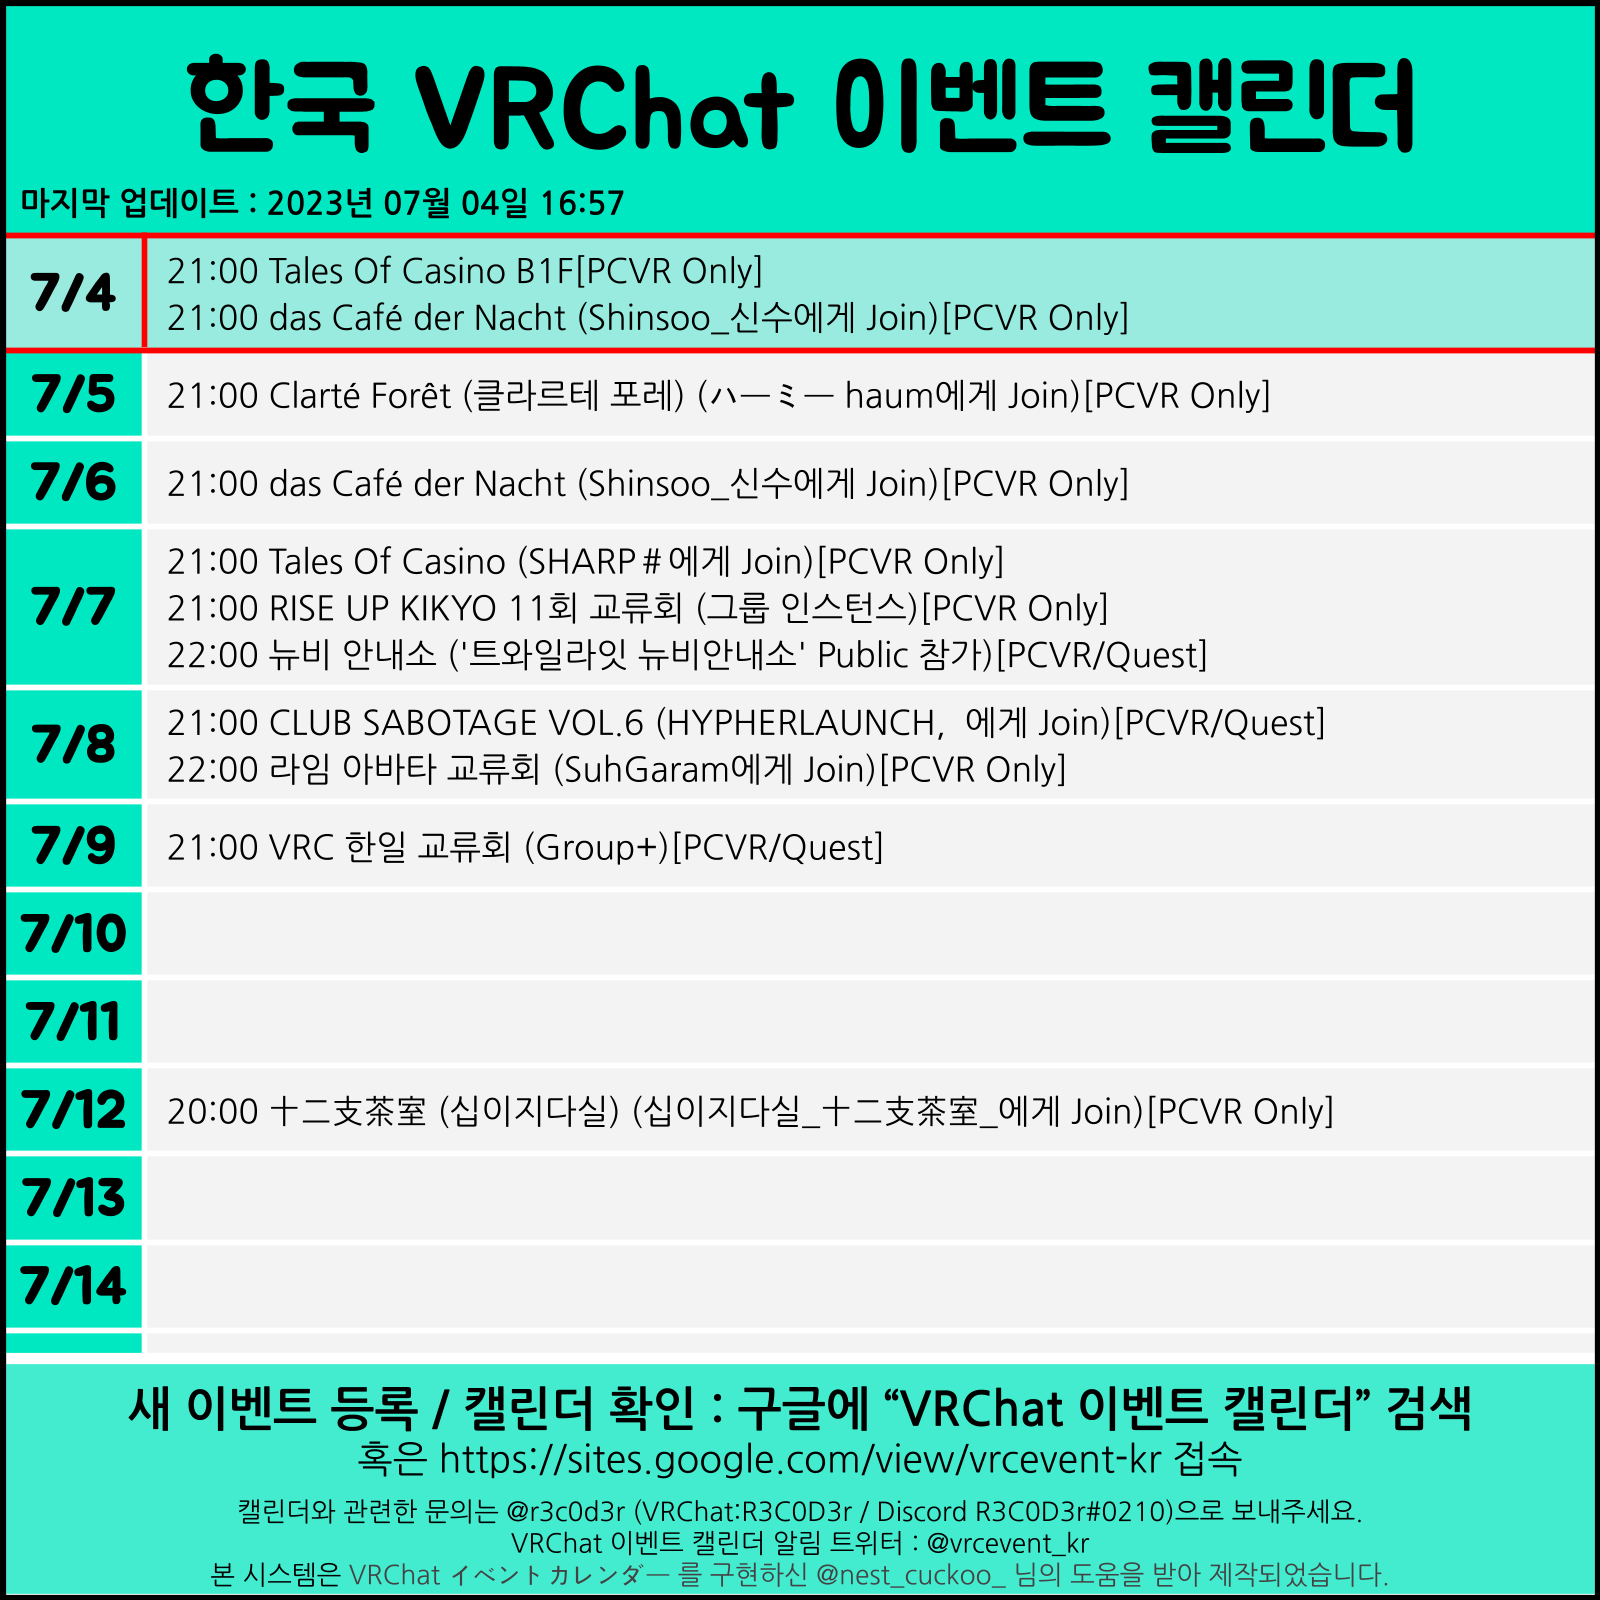 한국 VRChat 이벤트 캘린더
마지막 업데이트 : 2023년 07월 04일 16:57
7/4
21:00 Tales Of Casino B1F[PCVR Only]
21:00 das Café der Nacht (Shinsoo_신수에게 Join)[PCVR Only]
7/5
21:00 Clarté Forêt (클라르테 포레) (ハーミー haum에게 Join)[PCVR Only]
7/6
21:00 das Café der Nacht (Shinsoo_신수에게 Join)[PCVR Only]
7/7
21:00 Tales Of Casino (SHARP＃에게 Join)[PCVR Only]
21:00 RISE UP KIKYO 11회 교류회 (그룹 인스턴스)[PCVR Only]
22:00 뉴비 안내소 ('트와일라잇 뉴비안내소' Public 참가)[PCVR/Quest]
7/8
21:00 CLUB SABOTAGE VOL.6 (HYPHERLAUNCH，에게 Join)[PCVR/Quest]
22:00 라임 아바타 교류회 (SuhGaram에게 Join)[PCVR Only]
7/9
21:00 VRC 한일 교류회 (Group+)[PCVR/Quest]
7/10
7/11
7/12
20:00 十二支茶室 (십이지다실) (십이지다실_十二支茶室_에게 Join)[PCVR Only]
7/13
7/14
새 이벤트 등록 / 캘린더 확인 : 구글에 “VRChat 이벤트 캘린더” 검색
혹은 https://sites.google.com/view/vrcevent-kr 접속
캘린더와 관련한 문의는 @r3c0d3r (VRChat:R3C0D3r / Discord R3C0D3r#0210)으로 보내주세요.
VRChat 이벤트 캘린더 알림 트위터 : @vrcevent_kr
본 시스템은 VRChat イベントカレンダー 를 구현하신 @nest_cuckoo_ 님의 도움을 받아 제작되었습니다.